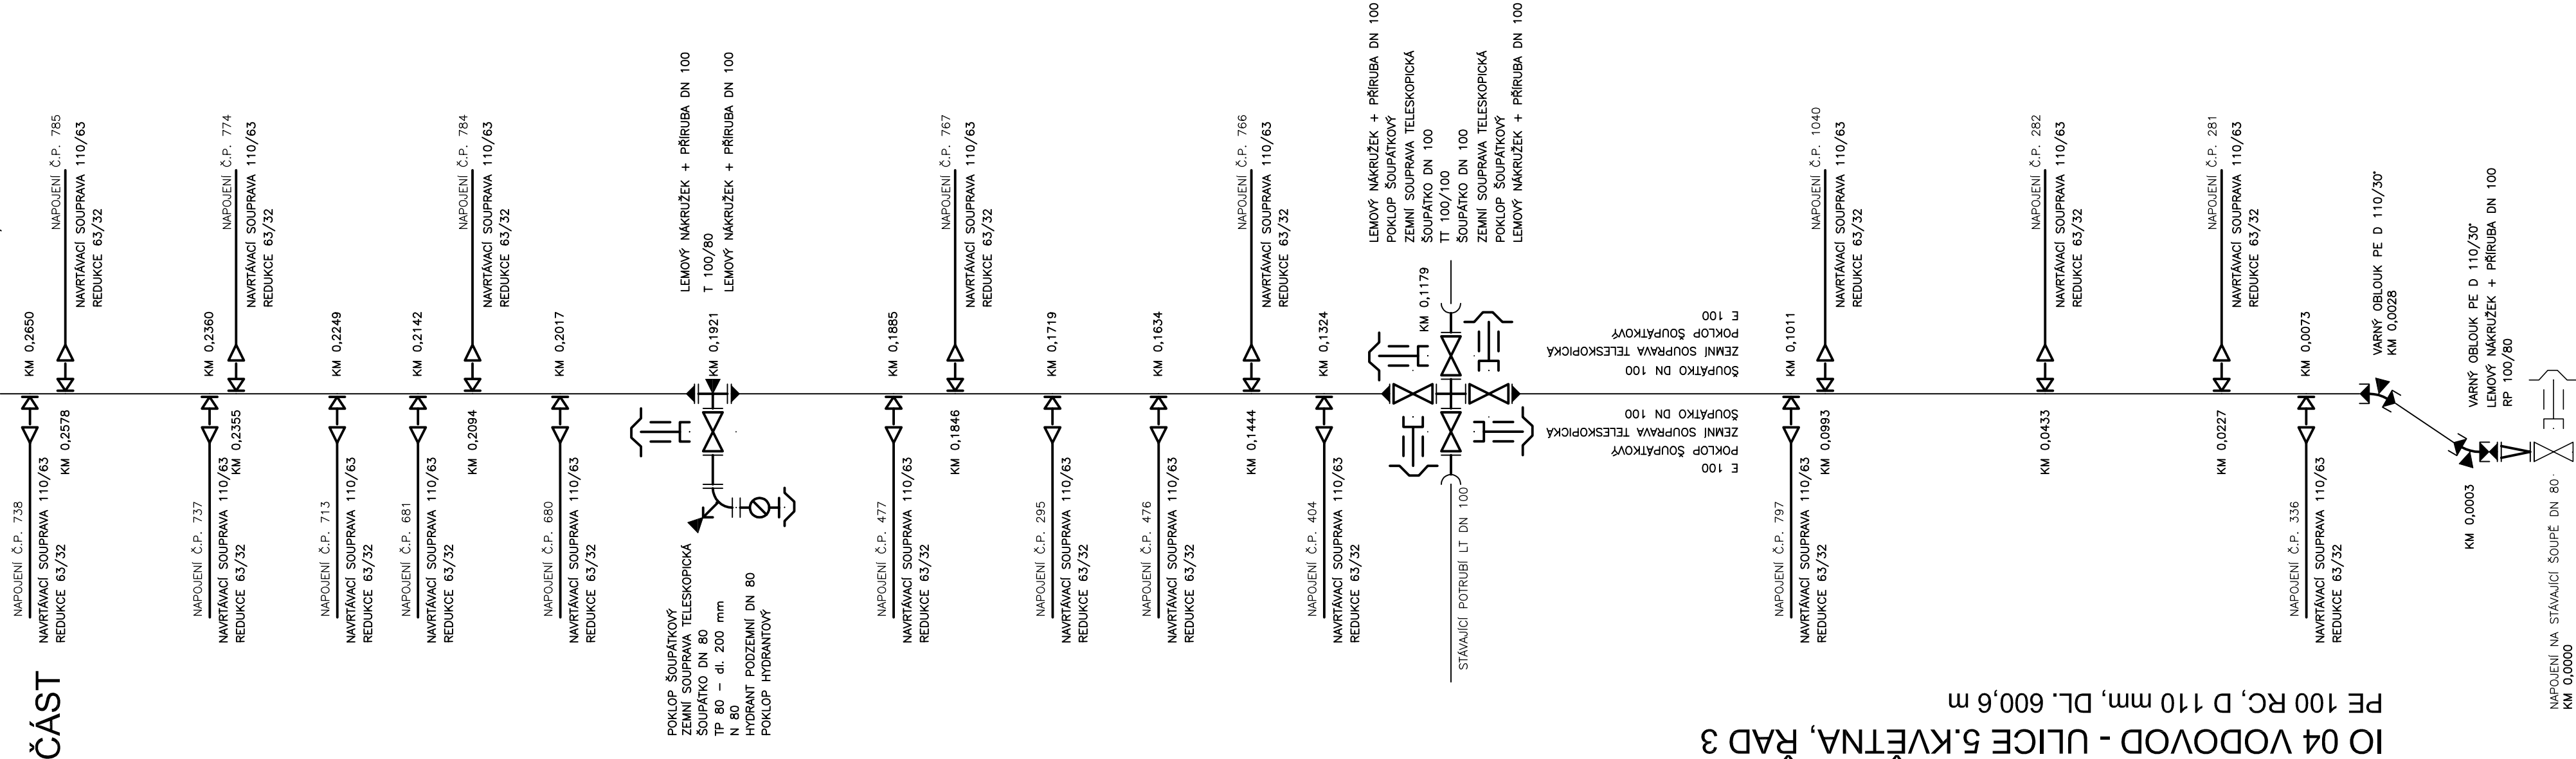 NAPOJENÍ Č.P. 785
NAVRTÁVACÍ SOUPRAVA 110/63
REDUKCE 63/32
KM 0,2650
KM 0,2578
NAPOJENÍ Č.P. 738
NAVRTÁVACÍ SOUPRAVA 110/63
REDUKCE 63/32
ČÁST
NAPOJENÍ Č.P. 774
NAVRTÁVACÍ SOUPRAVA 110/63
REDUKCE 63/32
KM 0,2360
KM 0,2355
NAPOJENÍ Č.P. 737
NAVRTÁVACÍ SOUPRAVA 110/63
REDUKCE 63/32
KM 0,2249
NAPOJENÍ Č.P. 713
NAVRTÁVACÍ SOUPRAVA 110/63
REDUKCE 63/32
KM 0,2142
NAPOJENÍ Č.P. 681
NAVRTÁVACÍ SOUPRAVA 110/63
REDUKCE 63/32
NAPOJENÍ Č.P. 784
NAVRTÁVACÍ SOUPRAVA 110/63
REDUKCE 63/32
KM 0,2094
KM 0,2017
NAPOJENÍ Č.P. 680
NAVRTÁVACÍ SOUPRAVA 110/63
REDUKCE 63/32
LEMOVÝ NÁKRUŽEK + PŘÍRUBA DN 100
T 100/80
LEMOVÝ NÁKRUŽEK + PŘÍRUBA DN 100
KM 0,1921
POKLOP ŠOUPÁTKOVÝ
ZEMNÍ SOUPRAVA TELESKOPICKÁ
ŠOUPÁTKO DN 80
TP 80 – dl. 200 mm
N 80
HYDRANT PODZEMNÍ DN 80
POKLOP HYDRANTOVÝ
KM 0,1885
NAPOJENÍ Č.P. 477
NAVRTÁVACÍ SOUPRAVA 110/63
REDUKCE 63/32
NAPOJENÍ Č.P. 767
NAVRTÁVACÍ SOUPRAVA 110/63
REDUKCE 63/32
KM 0,1846
KM 0,1719
NAPOJENÍ Č.P. 295
NAVRTÁVACÍ SOUPRAVA 110/63
REDUKCE 63/32
KM 0,1634
NAPOJENÍ Č.P. 476
NAVRTÁVACÍ SOUPRAVA 110/63
REDUKCE 63/32
NAPOJENÍ Č.P. 766
NAVRTÁVACÍ SOUPRAVA 110/63
REDUKCE 63/32
KM 0,1444
KM 0,1324
NAPOJENÍ Č.P. 404
NAVRTÁVACÍ SOUPRAVA 110/63
REDUKCE 63/32
LEMOVÝ NÁKRUŽEK + PŘÍRUBA DN 100
POKLOP ŠOUPÁTKOVÝ
ZEMNÍ SOUPRAVA TELESKOPICKÁ
ŠOUPÁTKO DN 100
TT 100/100
ŠOUPÁTKO DN 100
ZEMNÍ SOUPRAVA TELESKOPICKÁ
POKLOP ŠOUPÁTKOVÝ
LEMOVÝ NÁKRUŽEK + PŘÍRUBA DN 100
KM 0,1179
STÁVAJÍCÍ POTRUBÍ LT DN 100
E 100
POKLOP ŠOUPÁTKOVÝ
ZEMNÍ SOUPRAVA TELESKOPICKÁ
ŠOUPÁTKO DN 100
ŠOUPÁTKO DN 100
ZEMNÍ SOUPRAVA TELESKOPICKÁ
POKLOP ŠOUPÁTKOVÝ
E 100
KM 0,1011
NAPOJENÍ Č.P. 797
NAVRTÁVACÍ SOUPRAVA 110/63
REDUKCE 63/32
NAPOJENÍ Č.P. 1040
NAVRTÁVACÍ SOUPRAVA 110/63
REDUKCE 63/32
KM 0,0993
NAPOJENÍ Č.P. 282
NAVRTÁVACÍ SOUPRAVA 110/63
REDUKCE 63/32
KM 0,0433
NAPOJENÍ Č.P. 281
NAVRTÁVACÍ SOUPRAVA 110/63
REDUKCE 63/32
KM 0,0227
KM 0,0073
NAPOJENÍ Č.P. 336
NAVRTÁVACÍ SOUPRAVA 110/63
REDUKCE 63/32
VARNÝ OBLOUK PE D 110/30°
KM 0,0028
VARNÝ OBLOUK PE D 110/30°
LEMOVÝ NÁKRUŽEK + PŘÍRUBA DN 100
RP 100/80
KM 0,0003
NAPOJENÍ NA STÁVAJÍCÍ ŠOUPĚ DN 80
KM 0,0000
IO 04 VODOVOD - ULICE 5.KVĚTNA, ŘAD 3
PE 100 RC, D 110 mm, DL. 600,6 m